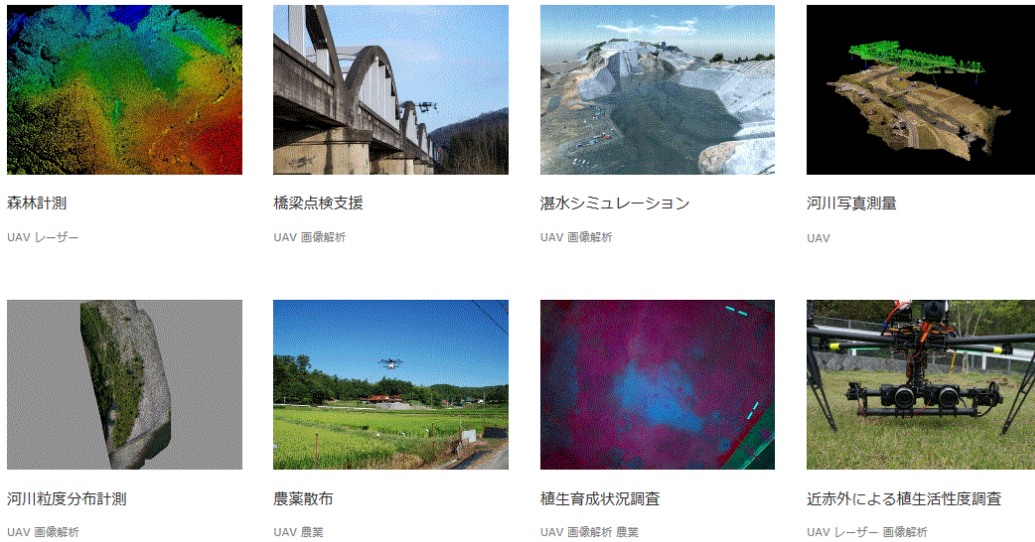 森林計測
UAV レーザー
橋梁点検支援
UAV 画像解析
湛水シミュレーション
UAV 画像解析
河川写真測量
UAV
河川粒度分布計測
UAV 画像解析
農薬散布
UAV 農業
植生育成状況調査
UAV 画像解析 農業
近赤外による植生活性度調査
UAV レーザー 画像解析